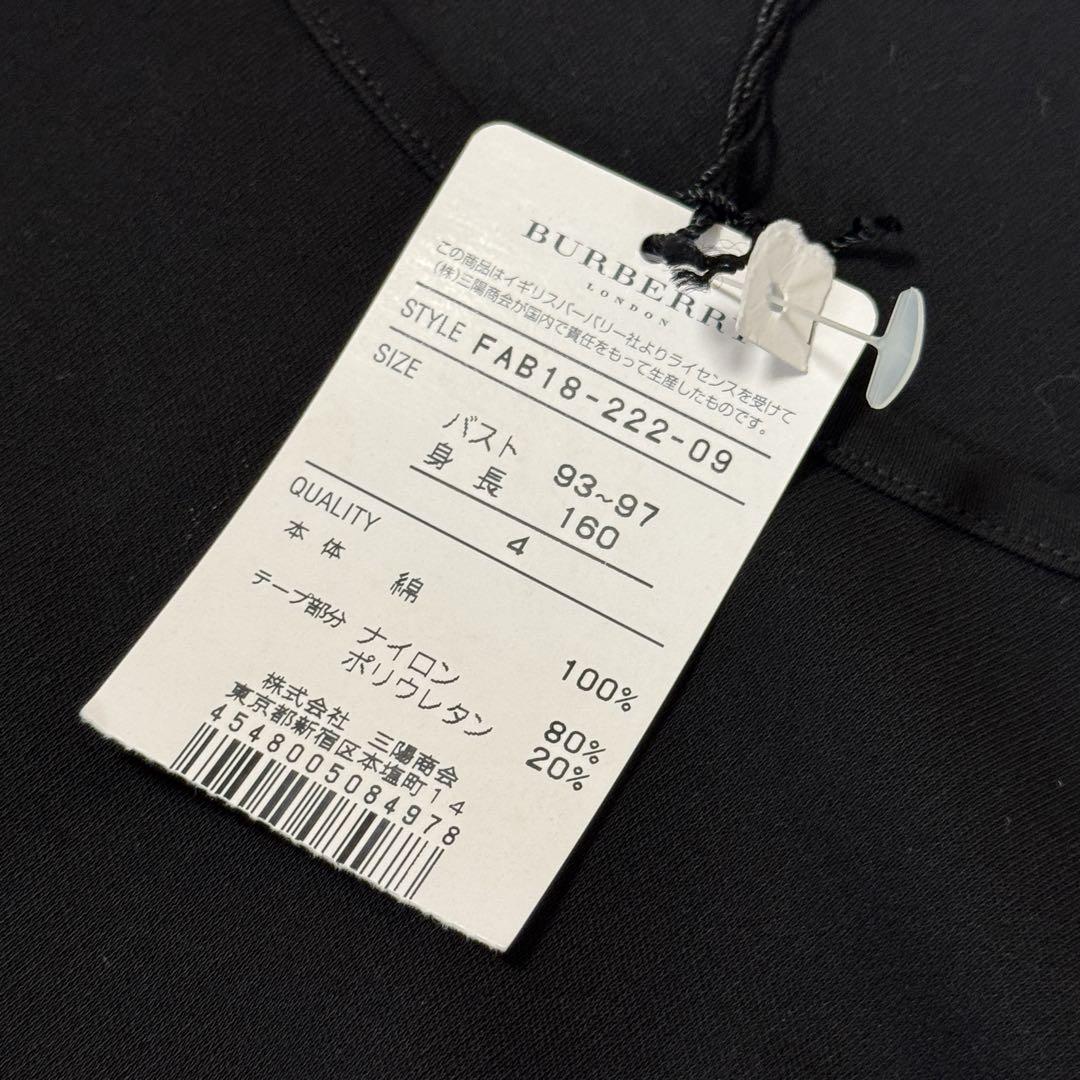 BURBERRY
LONDON
この商品はイギリスバーバリー社よりライセンスを受けて
(株)三陽商会が国内で責任をもって生産したものです。
STYLE FAB18-222-09
SIZE
バスト 93~97
身長 160
4
QUALITY
本体 綿 100%
テープ部分 ナイロン 80%
ポリウレタン 20%
株式会社 三陽商会
東京都新宿区本塩町14
4548005084978